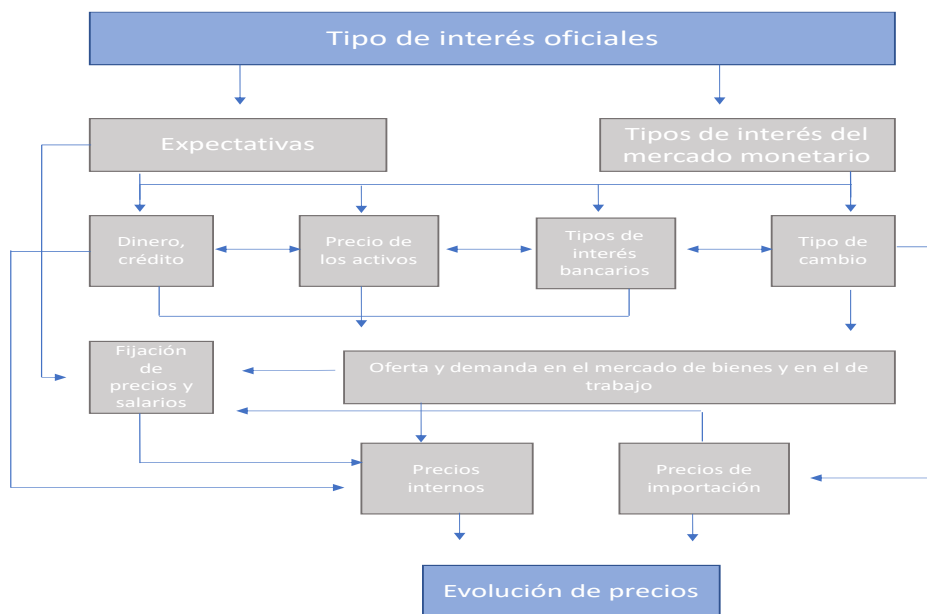 Tipo de interés oficiales
Expectativas
Tipos de interés del
mercado monetario
Dinero,
crédito
Precio de
los activos
Tipos de
interés
bancarios
Tipo de
cambio
Fijación
de
precios y
salarios
Oferta y demanda en el mercado de bienes y en el de
trabajo
Precios
internos
Precios de
importación
Evolución de precios